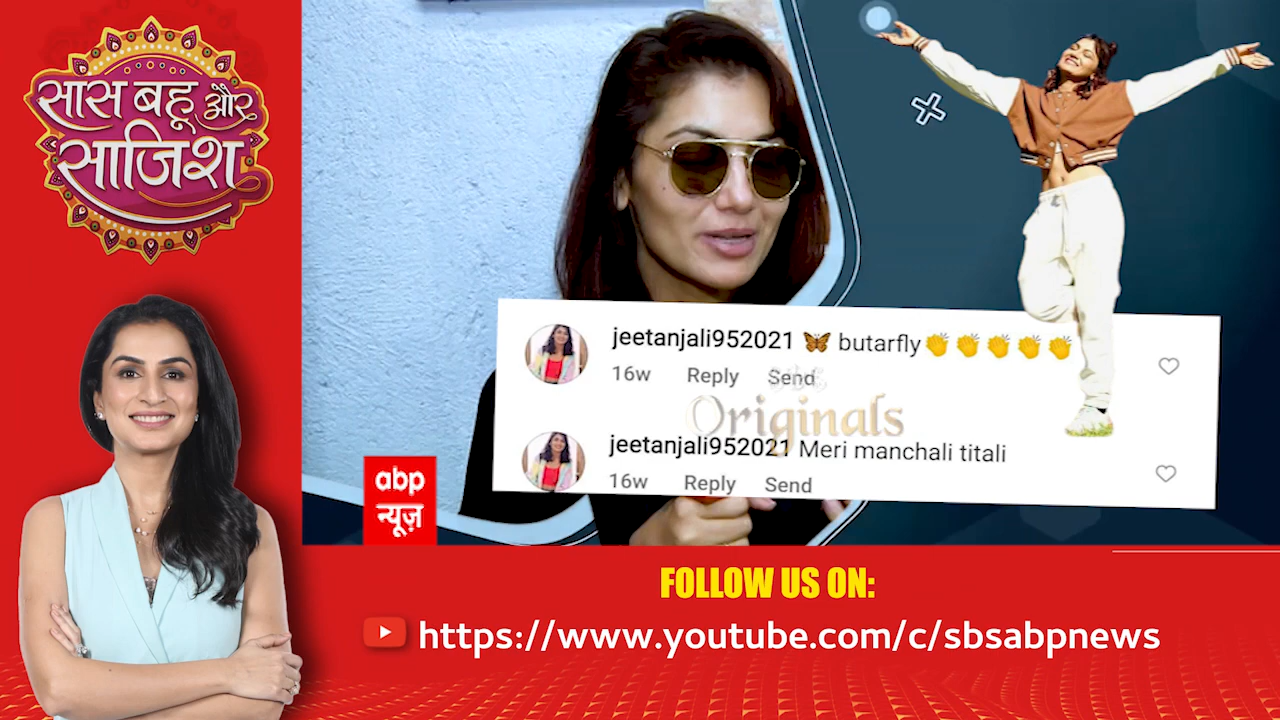 सास बहू और
साजिश
jeetanjali952021 🦋 butarfly👏👏👏👏👏
16w Reply Send
SBS
Originals
jeetanjali952021 Meri manchali titali
16w Reply Send
abp
न्यूज़
FOLLOW US ON:
https://www.youtube.com/c/sbsabpnews